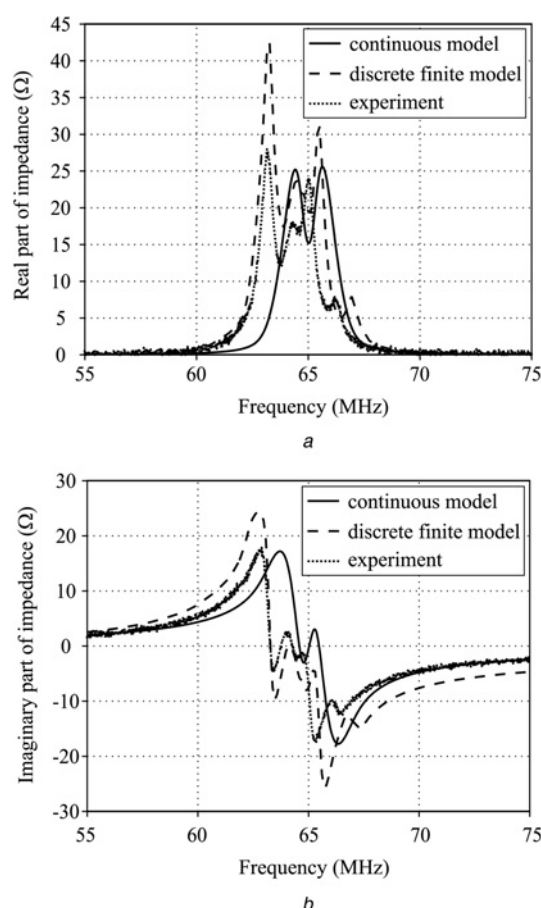 45
40
35
30
25
20
15
10
5
0
Real part of impedance (Ω)
continuous model
discrete finite model
experiment
55 60 65 70 75
Frequency (MHz)
a
30
20
10
0
-10
-20
-30
Imaginary part of impedance (Ω)
continuous model
discrete finite model
experiment
55 60 65 70 75
Frequency (MHz)
b